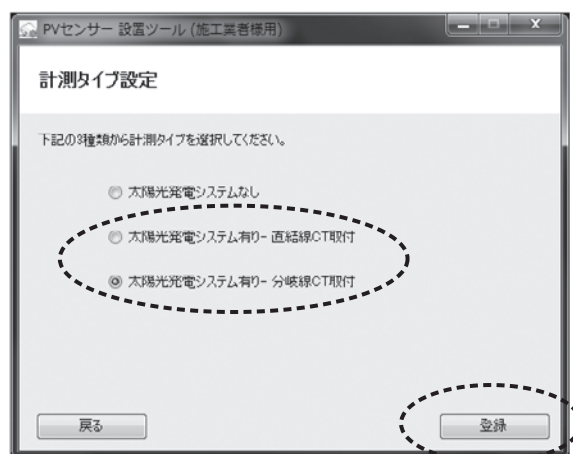 PVセンサー 設置ツール (施工業者様用)
計測タイプ設定
下記の3種類から計測タイプを選択してください。
太陽光発電システムなし
太陽光発電システム有り- 直結線CT取付
太陽光発電システム有り- 分岐線CT取付
戻る
登録